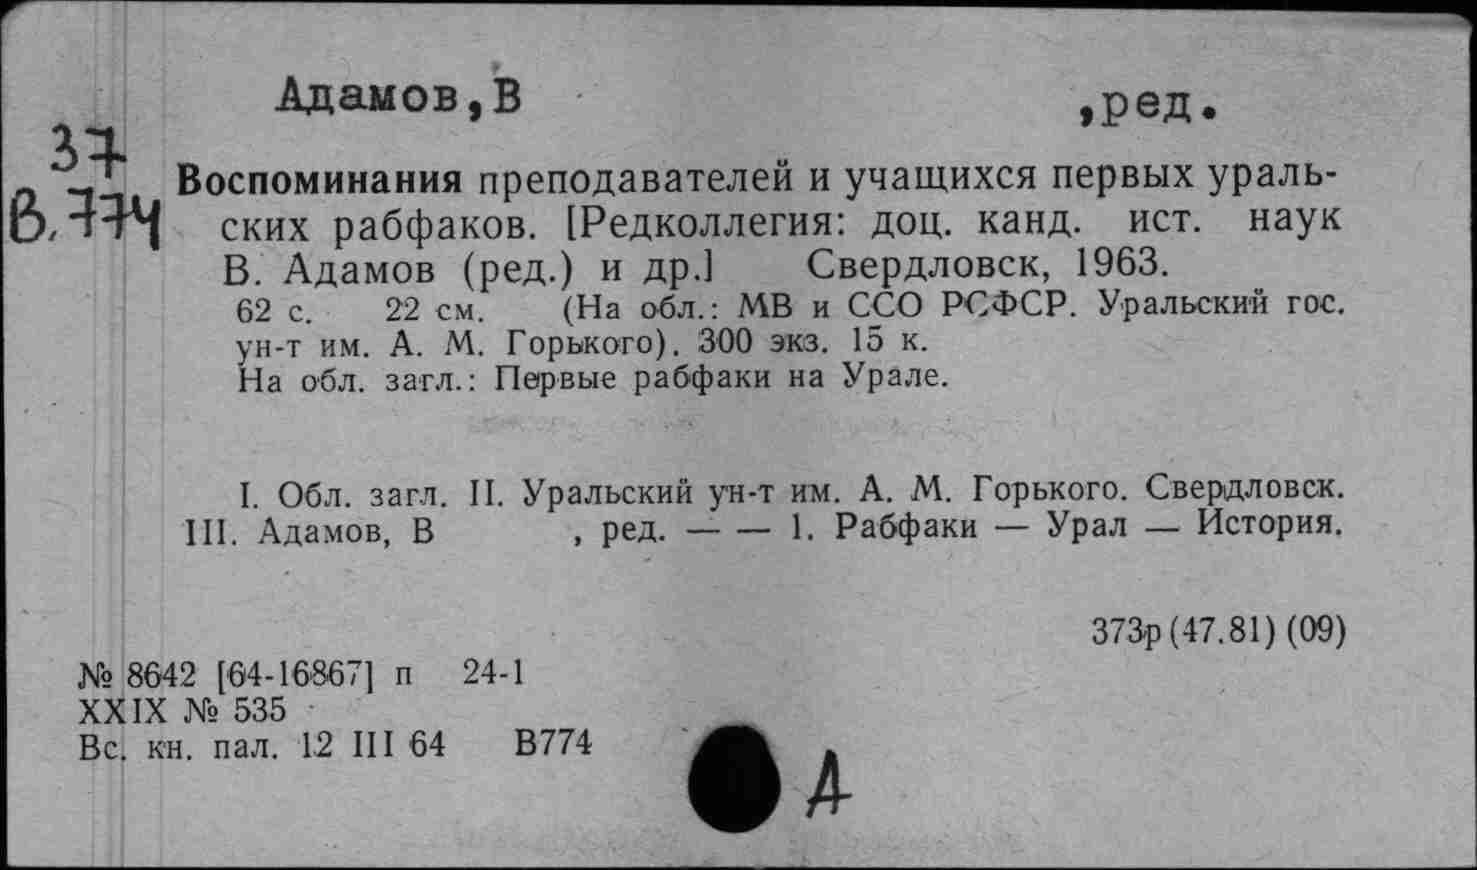 Адамов,В ,ред.
37
В.774
Воспоминания преподавателей и учащихся первых ураль-
ских рабфаков. [Редколлегия: доц. канд. ист. наук
В. Адамов (ред.) и др.] Свердловск, 1963.
62 с. 22 см. (На обл.: МВ и ССО РСФСР. Уральский гос.
ун-т им. А. М. Горького). 300 экз. 15 к.
На обл. загл.: Первые рабфаки на Урале.
I. Обл. загл. II. Уральский ун-т им. А. М. Горького. Свердловск.
III. Адамов, В , ред. — — 1. Рабфаки — Урал — История.
373р (47.81) (09)
№ 8642 [64-16867] п 24-1
XXIX № 535
Вс. кн. пал. 12 III 64 В774
А